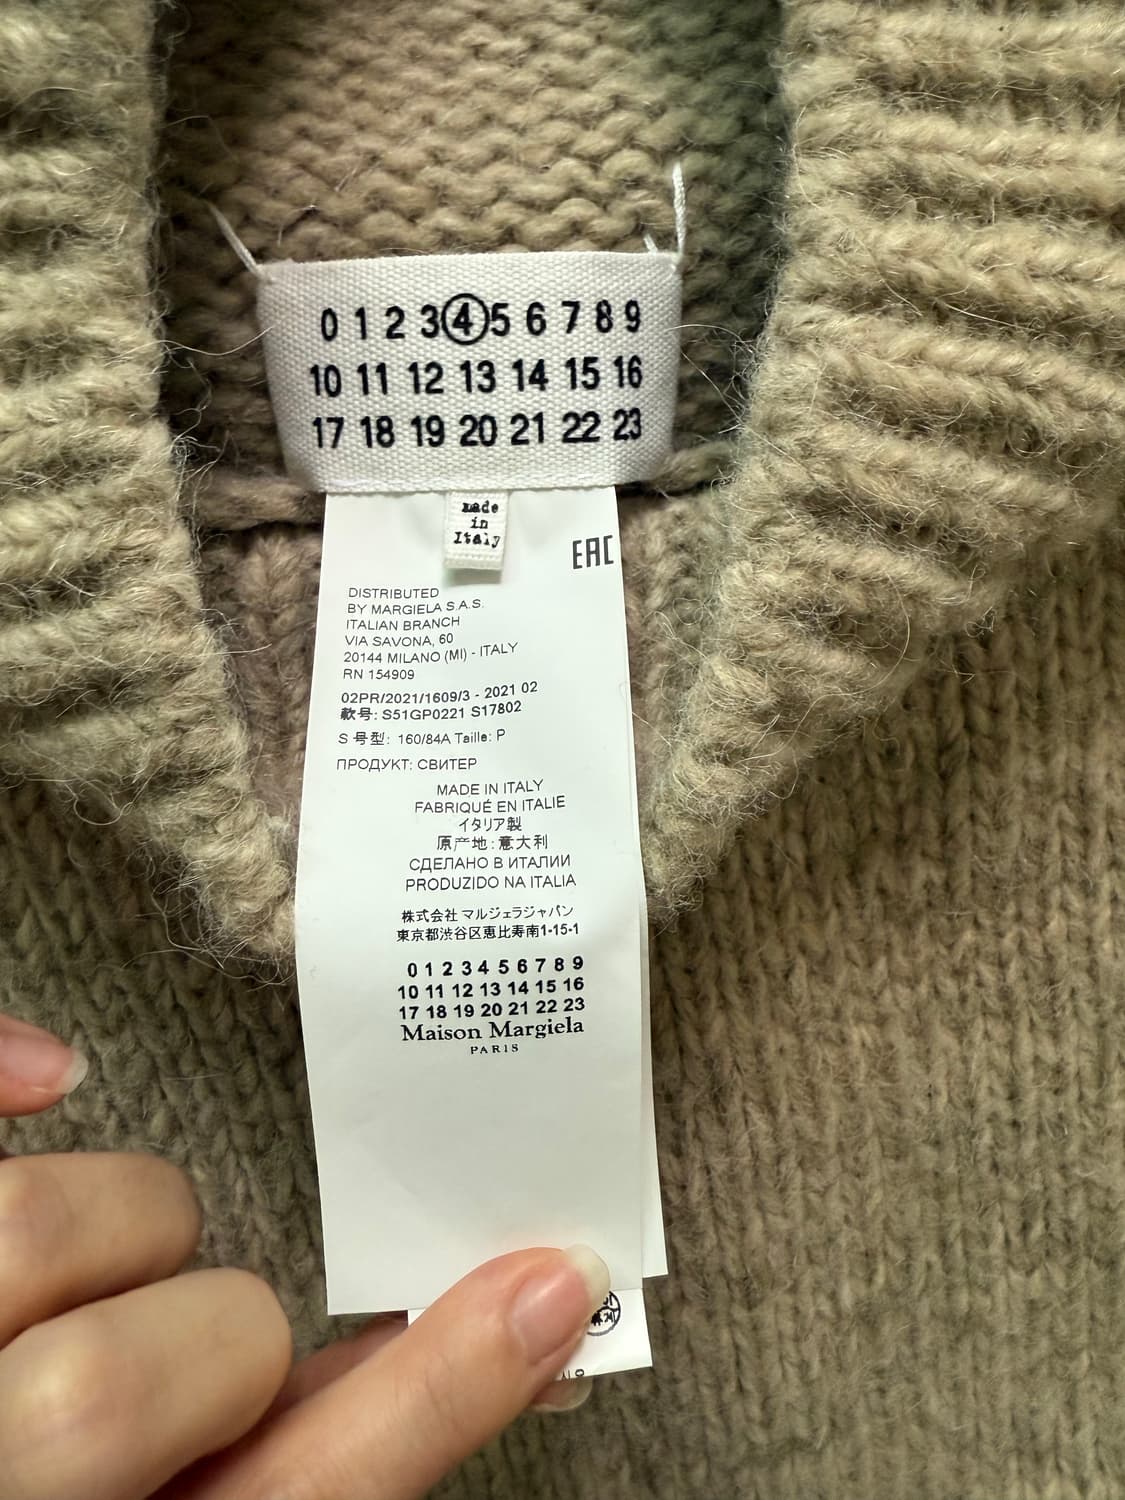 0 1 2 3 4 5 6 7 8 9
10 11 12 13 14 15 16
17 18 19 20 21 22 23
made
in
Italy
EAC
DISTRIBUTED
BY MARGIELA S.A.S.
ITALIAN BRANCH
VIA SAVONA, 60
20144 MILANO (MI) - ITALY
RN 154909
02PR/2021/1609/3 - 2021 02
款号: S51GP0221 S17802
S 号型: 160/84A Taille: P
ПРОДУКТ: СВИТЕР
MADE IN ITALY
FABRIQUÉ EN ITALIE
イタリア製
原产地: 意大利
СДЕЛАНО В ИТАЛИИ
PRODUZIDO NA ITALIA
株式会社 マルジェラジャパン
東京都渋谷区恵比寿南1-15-1
0 1 2 3 4 5 6 7 8 9
10 11 12 13 14 15 16
17 18 19 20 21 22 23
Maison Margiela
PARIS